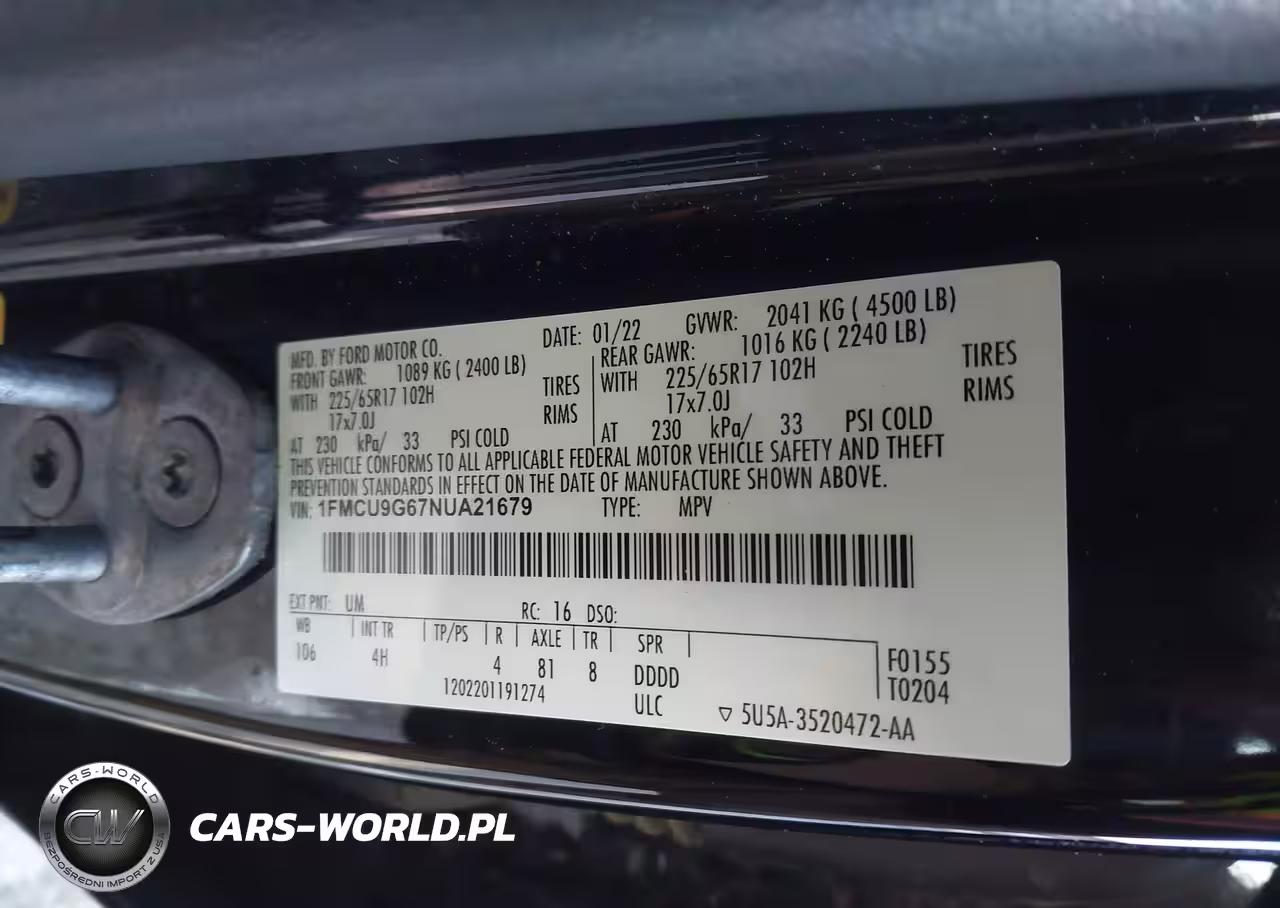 MFD. BY FORD MOTOR CO. DATE: 01/22 GVWR: 2041 KG ( 4500 LB)
FRONT GAWR: 1089 KG ( 2400 LB) REAR GAWR: 1016 KG ( 2240 LB)
WITH 225/65R17 102H TIRES WITH 225/65R17 102H TIRES
17x7.0J RIMS 17x7.0J RIMS
AT 230 kPa/ 33 PSI COLD AT 230 kPa/ 33 PSI COLD
THIS VEHICLE CONFORMS TO ALL APPLICABLE FEDERAL MOTOR VEHICLE SAFETY AND THEFT
PREVENTION STANDARDS IN EFFECT ON THE DATE OF MANUFACTURE SHOWN ABOVE.
VIN: 1FMCU9G67NUA21679 TYPE: MPV
EXT PNT: UM RC: 16 DSO:
WB INT TR TP/PS R AXLE TR SPR
106 4H 4 81 8 DDDD
F0155
T0204
1202201191274 ULC
5U5A-3520472-AA
CARS-WORLD
CW
BEZPOŚREDNI IMPORT Z USA
CARS-WORLD.PL